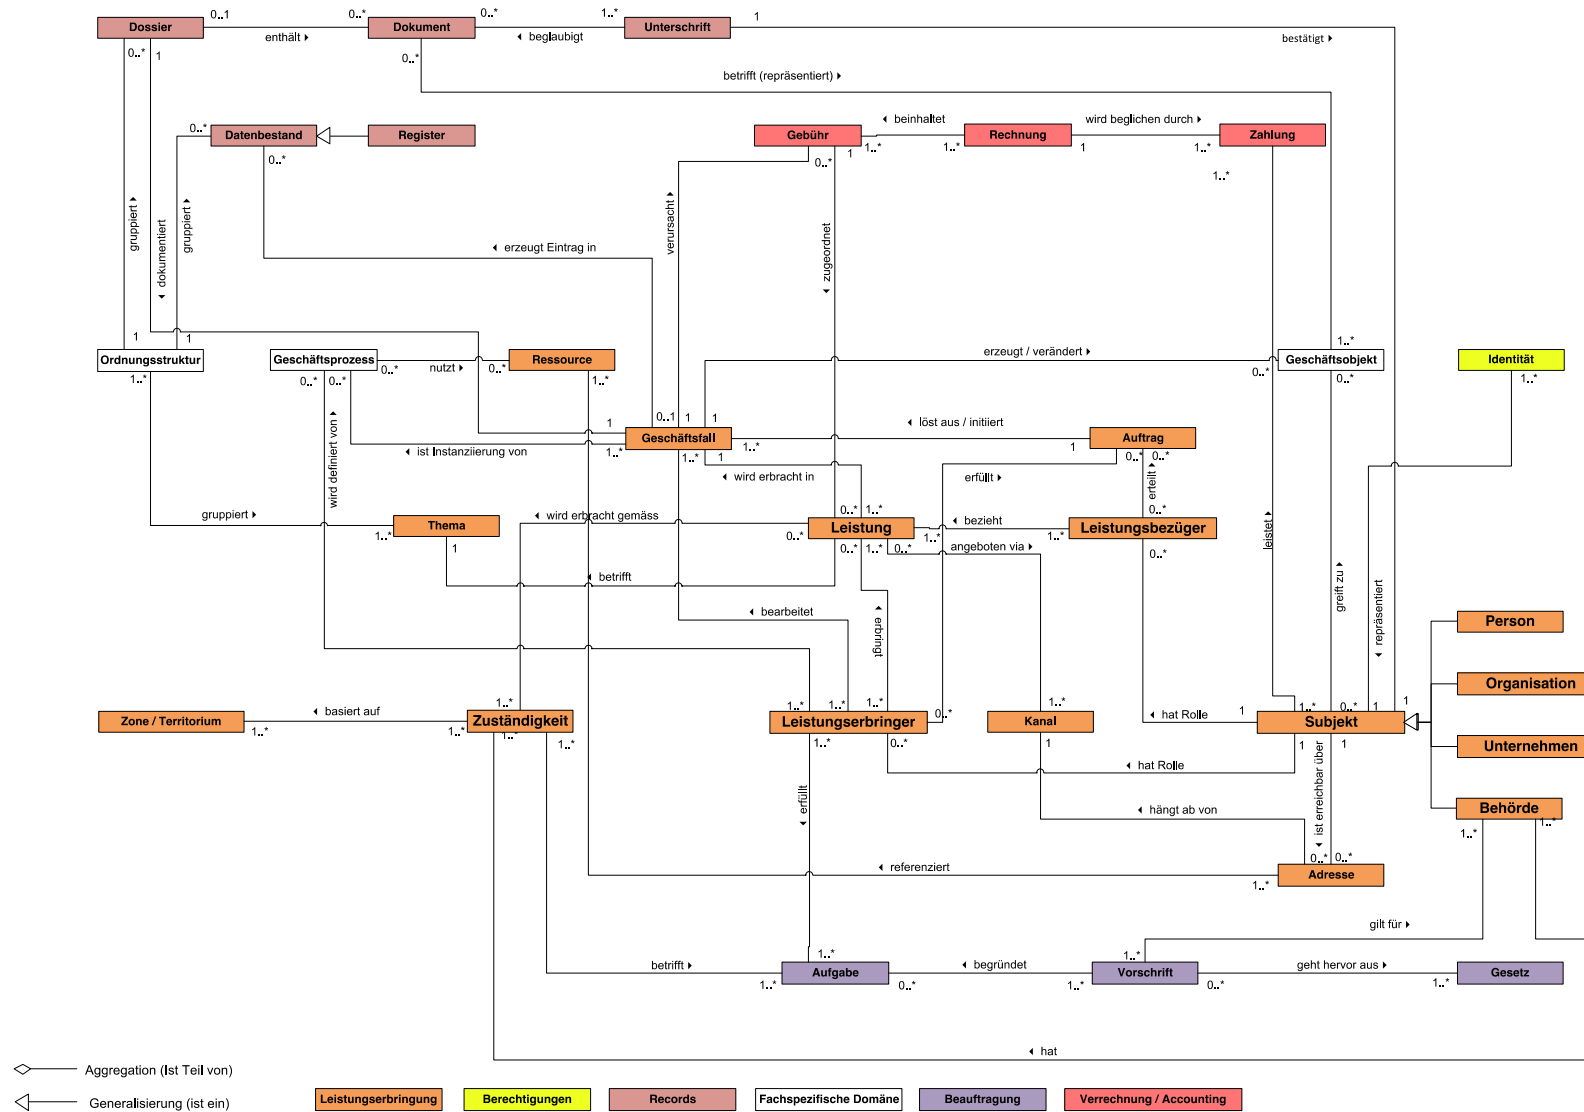 Dossier
0..1
0..*
Dokument
0..*
1..*
Unterschrift
1
enthält
beglaubigt
bestätigt
0..*
1
0..*
betrifft (repräsentiert)
0..*
Datenbestand
Register
Gebühr
beinhaltet
Rechnung
wird beglichen durch
Zahlung
0..*
0..*
1
1..*
1..*
1
1..*
1..*
gruppiert
dokumentiert
gruppiert
erzeugt Eintrag in
verursacht
zugeordnet
1
1
1..*
Ordnungsstruktur
Geschäftsprozess
Ressource
erzeugt / verändert
Geschäftsobjekt
Identität
1..*
0..*
0..*
0..*
nutzt
0..*
1..*
0..*
0..*
1..*
wird definiert von
1
0..1
1
1
löst aus / initiiert
Geschäftsfall
Auftrag
ist Instanziierung von
1..*
1..*
1
1..*
1
0..*
0..*
wird erbracht in
erfüllt
erteilt
gruppiert
Thema
wird erbracht gemäss
0..*
1..*
Leistung
bezieht
0..*
Leistungsbezüger
1..*
1
0..*
0..*
1..*
0..*
1..*
1..*
0..*
angeboten via
leistet
betrifft
greift zu
repräsentiert
bearbeitet
erbringt
Person
Organisation
1..*
1..*
1..*
1..*
1..*
0..*
1
1
Zone / Territorium
basiert auf
Zuständigkeit
Leistungserbringer
0..*
Kanal
hat Rolle
1
Subjekt
1..*
1..*
1..*
1..*
1..*
0..*
1
1
1
Unternehmen
hat Rolle
ist erreichbar über
erfüllt
hängt ab von
Behörde
1..*
1..*
0..*
0..*
referenziert
Adresse
1..*
gilt für
1..*
1..*
betrifft
Aufgabe
begründet
Vorschrift
geht hervor aus
Gesetz
1..*
0..*
1..*
0..*
1..*
hat
Aggregation (Ist Teil von)
Generalisierung (ist ein)
Leistungserbringung
Berechtigungen
Records
Fachspezifische Domäne
Beauftragung
Verrechnung / Accounting